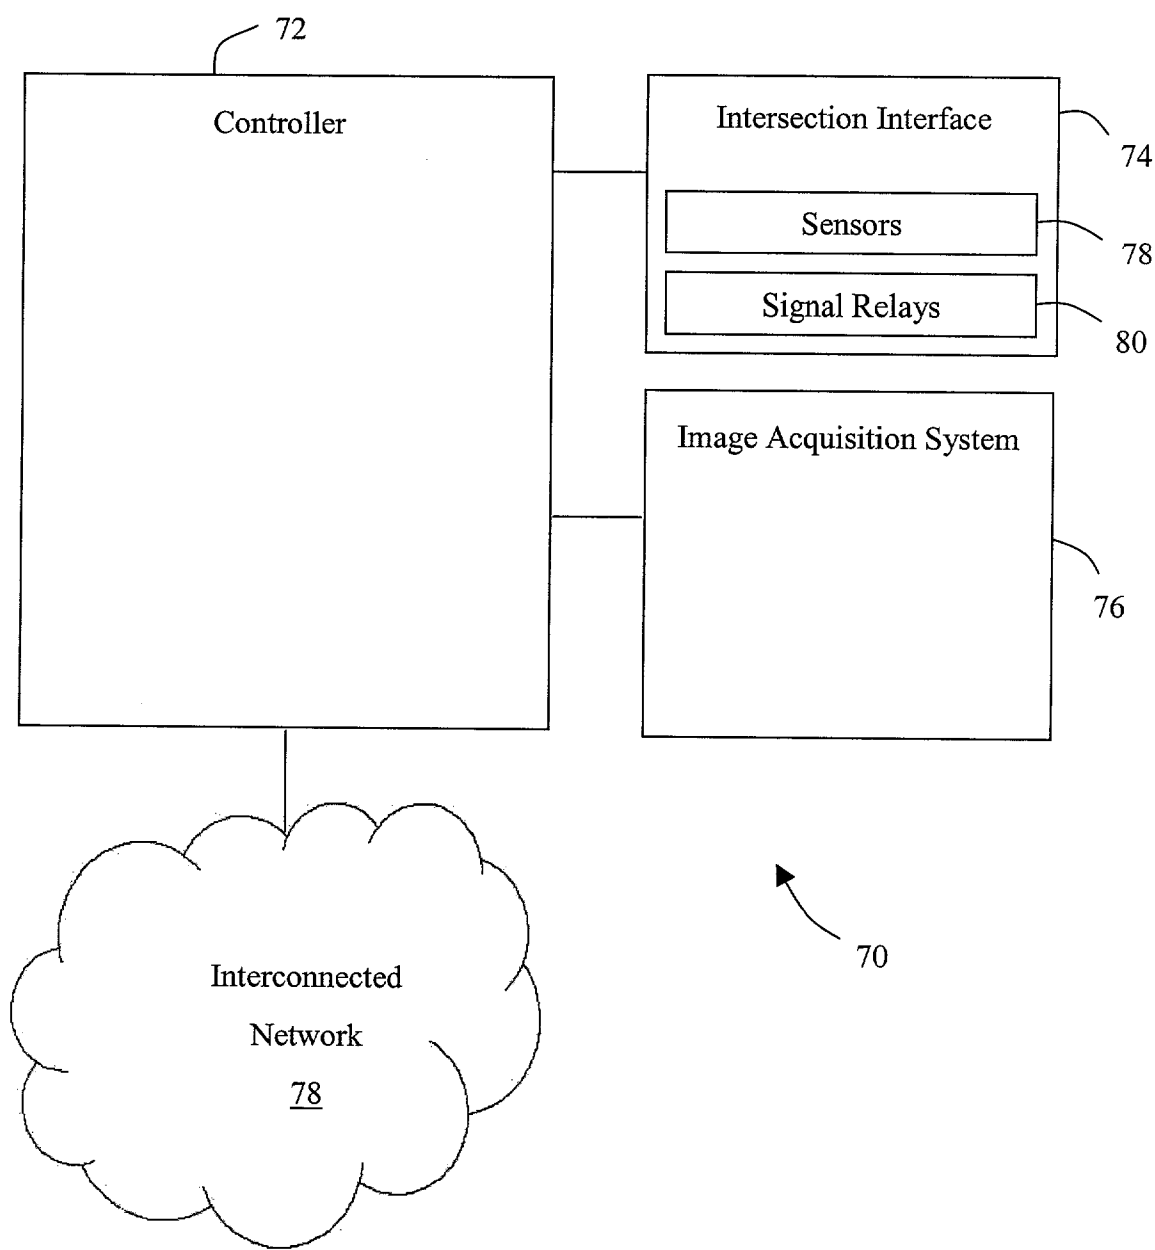 72
Controller
Intersection Interface
74
Sensors
78
Signal Relays
80
Image Acquisition System
76
70
Interconnected
Network
78